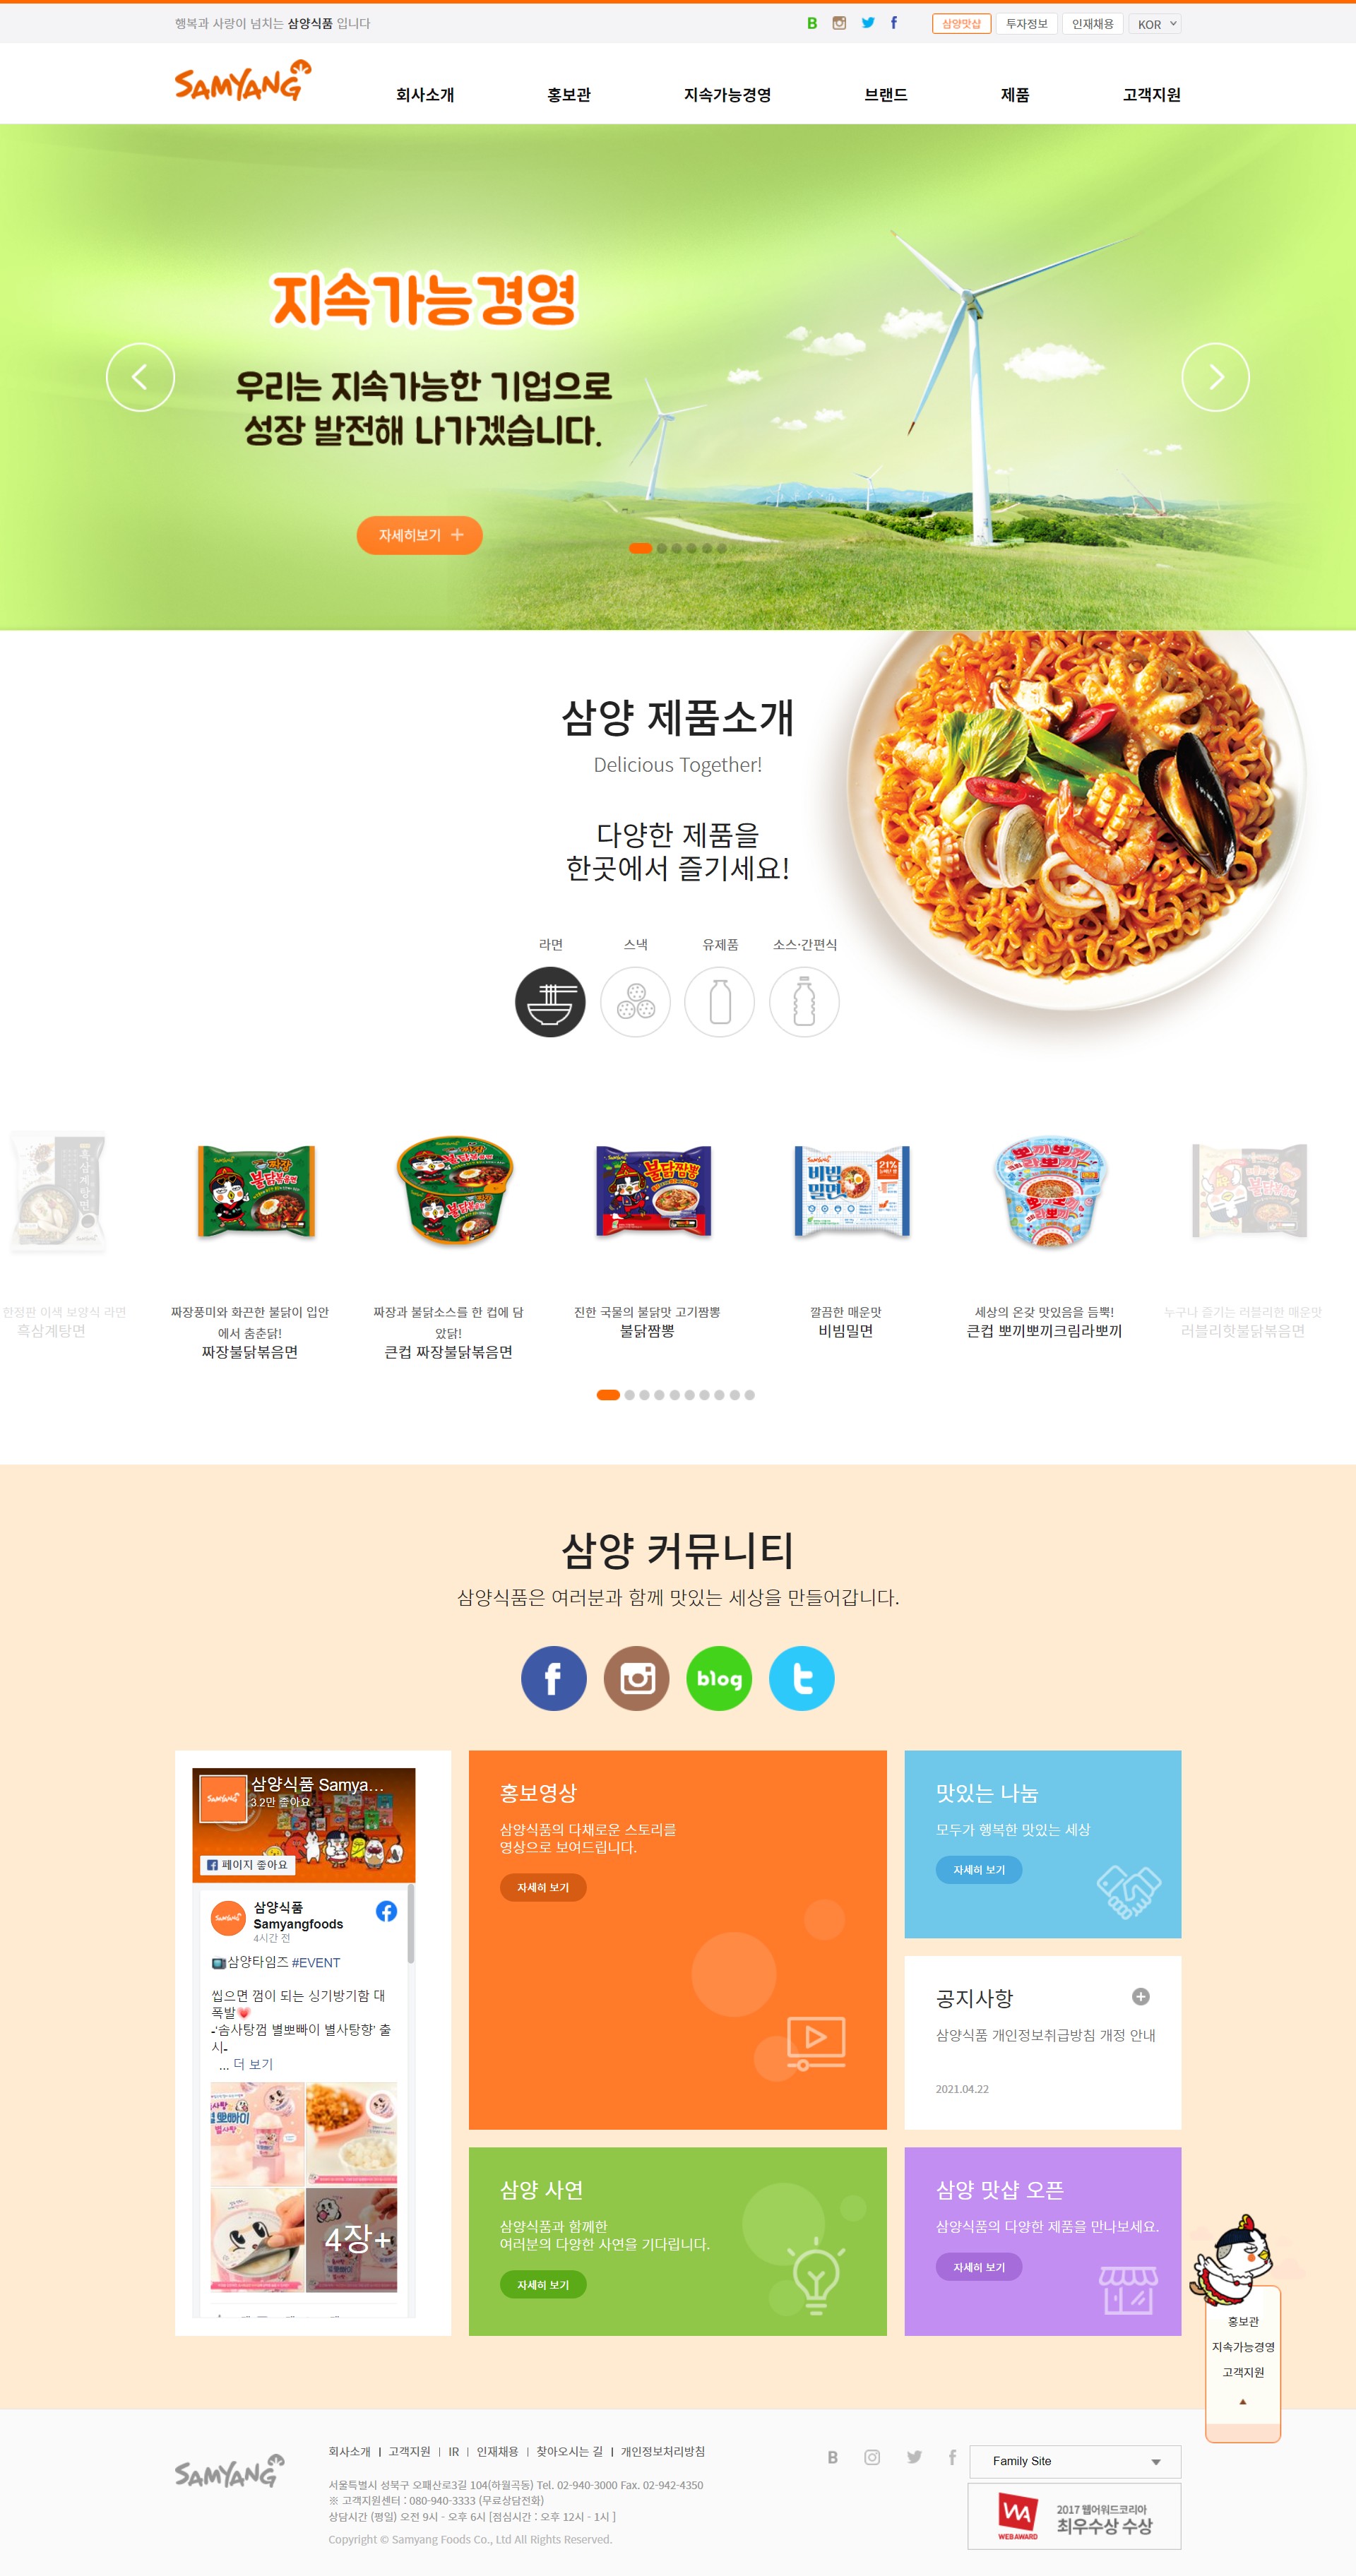 행복과 사랑이 넘치는 삼양식품 입니다
삼양맛샵
투자정보
인재채용
KOR
SAMYANG
회사소개
홍보관
지속가능경영
브랜드
제품
고객지원
지속가능경영
우리는 지속가능한 기업으로
성장 발전해 나가겠습니다.
자세히보기 +
삼양 제품소개
Delicious Together!
다양한 제품을
한곳에서 즐기세요!
라면
스낵
유제품
소스·간편식
한정판 이색 보양식 라면
흑삼계탕면
짜장풍미와 화끈한 불닭이 입안
에서 춤춘닭!
짜장불닭볶음면
짜장과 불닭소스를 한 컵에 담
았닭!
큰컵 짜장불닭볶음면
진한 국물의 불닭맛 고기짬뽕
불닭짬뽕
깔끔한 매운맛
비빔밀면
세상의 온갖 맛있음을 듬뿍!
큰컵 뽀끼뽀끼크림라뽀끼
누구나 즐기는 러블리한 매운맛
러블리핫불닭볶음면
삼양 커뮤니티
삼양식품은 여러분과 함께 맛있는 세상을 만들어갑니다.
blog
삼양식품 Samya...
3.2만 좋아요
페이지 좋아요
삼양식품
Samyangfoods
4시간 전
삼양타임즈 #EVENT
씹으면 껌이 되는 싱기방기함 대
폭발
-'솜사탕껌 별뽀빠이 별사탕향' 출
시-
... 더 보기
4장+
홍보영상
삼양식품의 다채로운 스토리를
영상으로 보여드립니다.
자세히 보기
맛있는 나눔
모두가 행복한 맛있는 세상
자세히 보기
공지사항
삼양식품 개인정보취급방침 개정 안내
2021.04.22
삼양 사연
삼양식품과 함께한
여러분의 다양한 사연을 기다립니다.
자세히 보기
삼양 맛샵 오픈
삼양식품의 다양한 제품을 만나보세요.
자세히 보기
홍보관
지속가능경영
고객지원
SAMYANG
회사소개 | 고객지원 | IR | 인재채용 | 찾아오시는 길 | 개인정보처리방침
서울특별시 성북구 오패산로3길 104(하월곡동) Tel. 02-940-3000 Fax. 02-942-4350
※ 고객지원센터 : 080-940-3333 (무료상담전화)
상담시간 (평일) 오전 9시 - 오후 6시 [점심시간 : 오후 12시 - 1시 ]
Copyright © Samyang Foods Co., Ltd All Rights Reserved.
Family Site
WEB AWARD
2017 웹어워드코리아
최우수상 수상